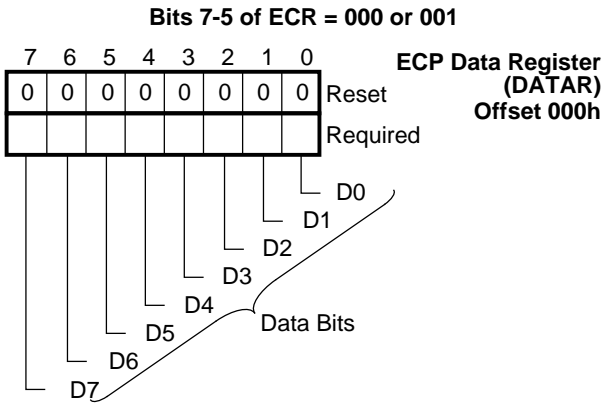 Bits 7-5 of ECR = 000 or 001
7 6 5 4 3 2 1 0
ECP Data Register
(DATAR)
Offset 000h
0 0 0 0 0 0 0 0 Reset
Required
D0
D1
D2
D3
D4
Data Bits
D5
D6
D7